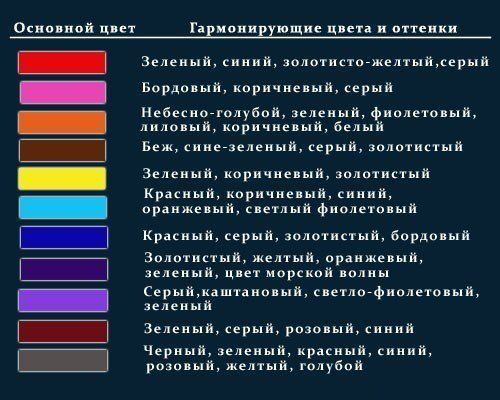 Основной цвет Гармонирующие цвета и оттенки
Зеленый, синий, золотисто-желтый,серый
Бордовый, коричневый, серый
Небесно-голубой, зеленый, фиолетовый,
лиловый, коричневый, белый
Беж, сине-зеленый, серый, золотистый
Зеленый, коричневый, золотистый
Красный, коричневый, синий,
оранжевый, светлый фиолетовый
Красный, серый, золотистый, бордовый
Золотистый, желтый, оранжевый,
зеленый, цвет морской волны
Серый,каштановый, светло-фиолетовый,
зеленый
Зеленый, серый, розовый, синий
Черный, зеленый, красный, синий,
розовый, желтый, голубой